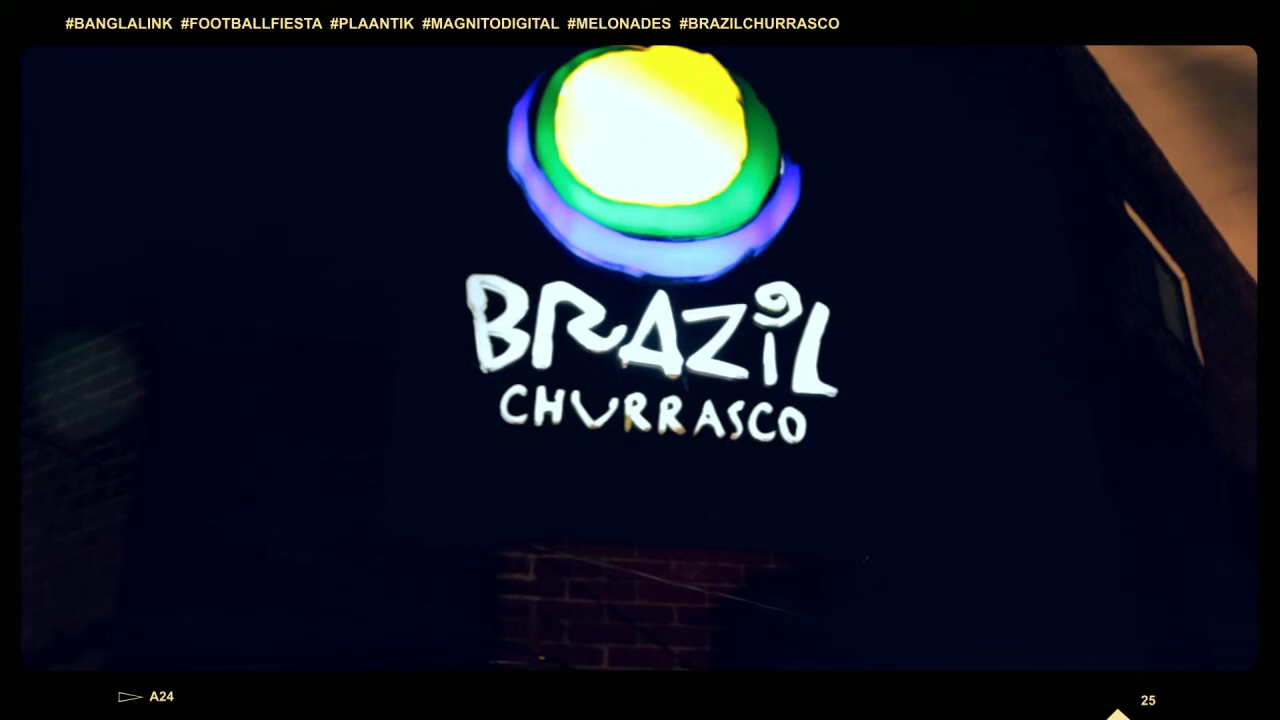 #BANGLALINK #FOOTBALLFIESTA #PLAANTIK #MAGNITODIGITAL #MELONADES #BRAZILCHURRASCO
BRAZiL
CHURRASCO
A24
25